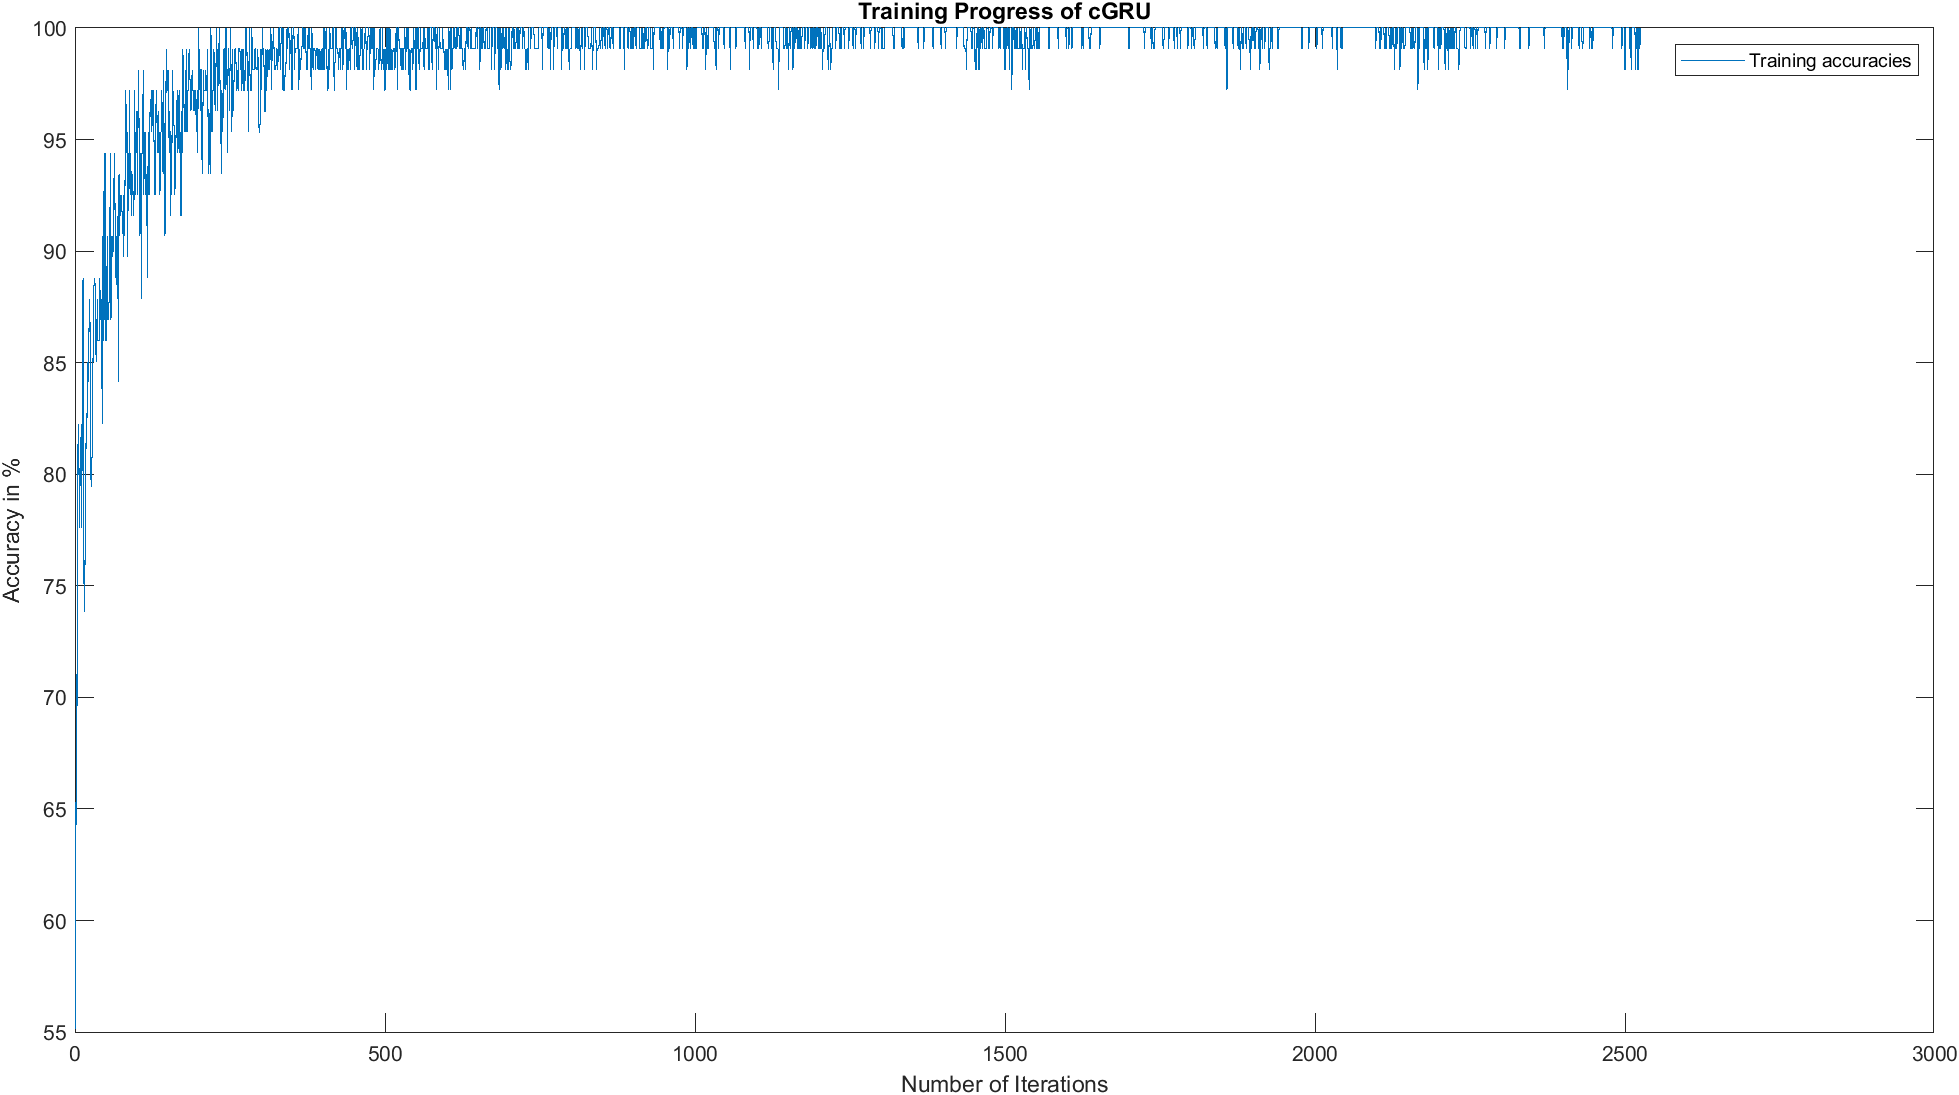 Training Progress of cGRU
100
95
90
85
80
75
70
65
60
55
Accuracy in %
Training accuracies
0 500 1000 1500 2000 2500 3000
Number of Iterations